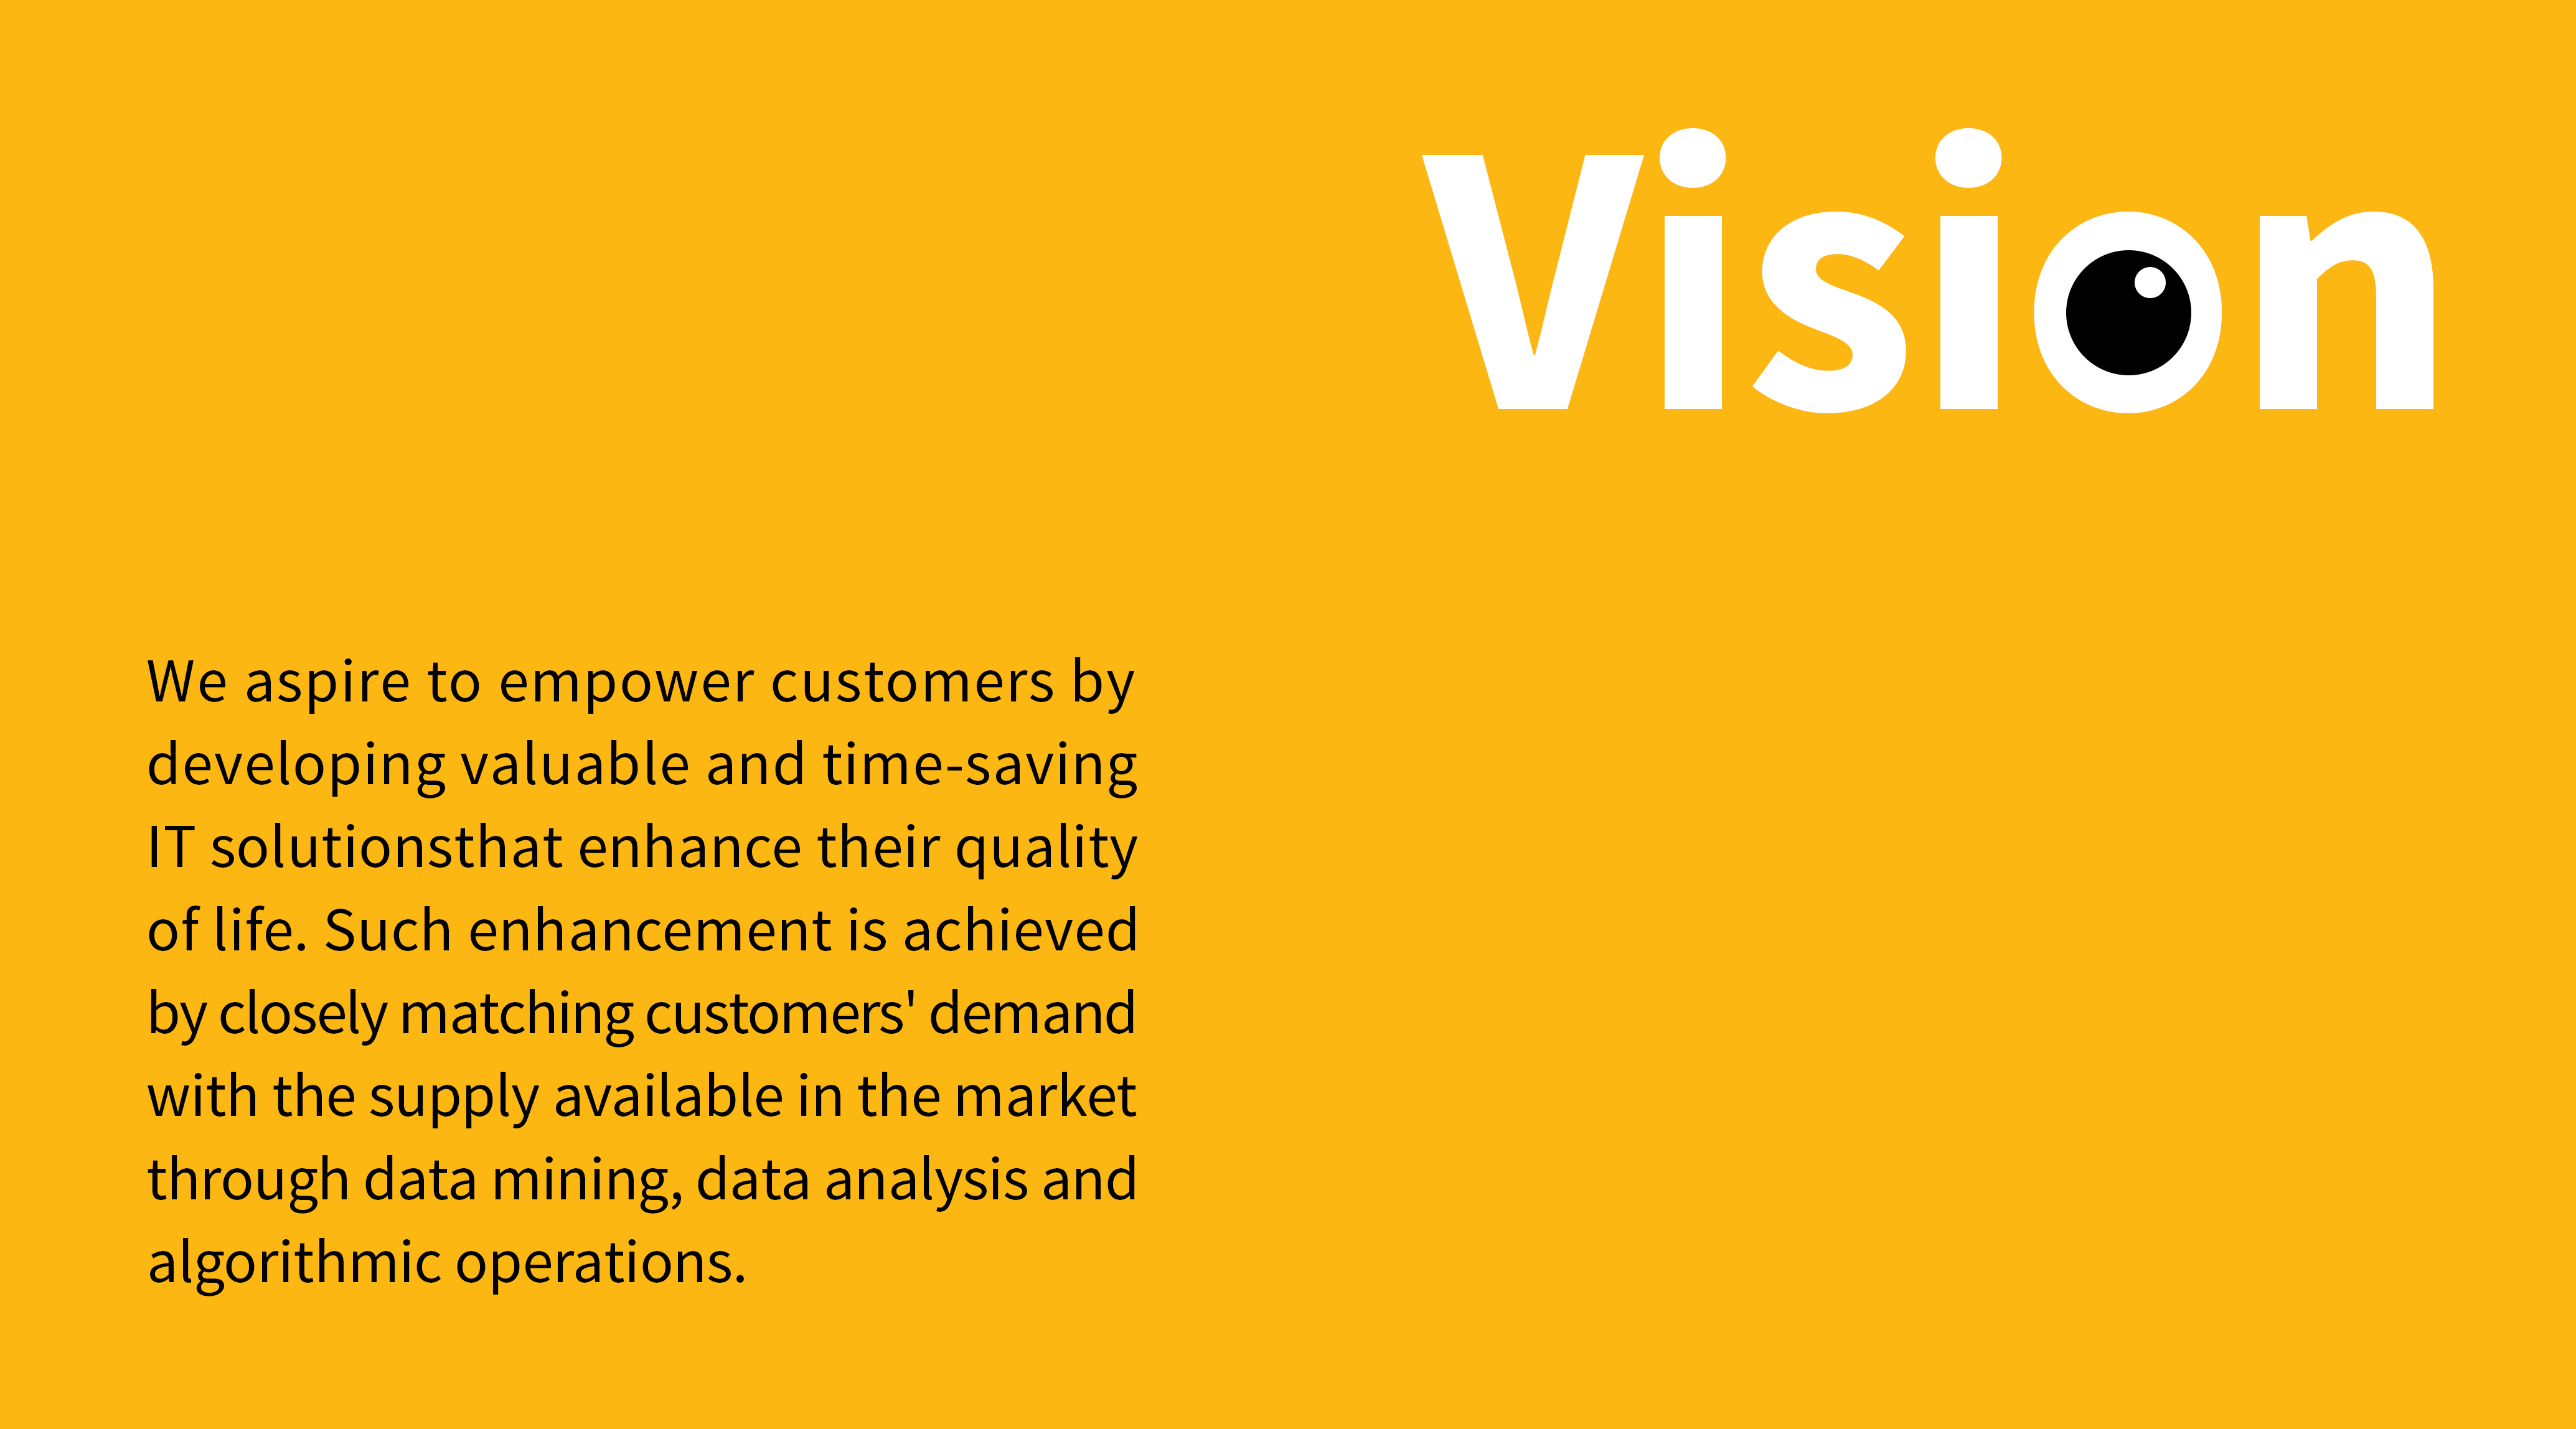 Vision
We aspire to empower customers by
developing valuable and time-saving
IT solutionsthat enhance their quality
of life. Such enhancement is achieved
by closely matching customers' demand
with the supply available in the market
through data mining, data analysis and
algorithmic operations.